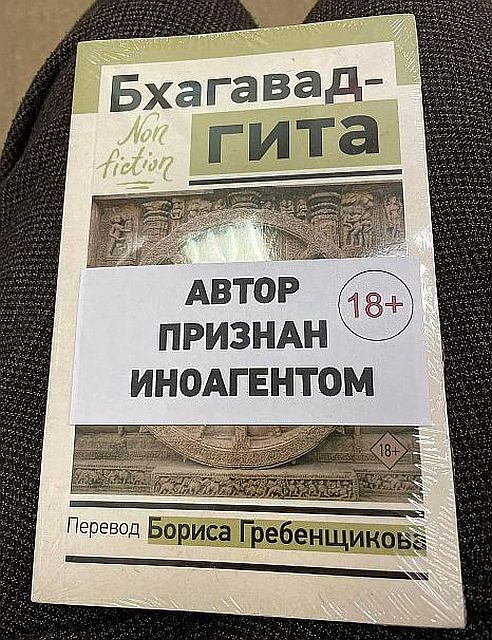 Бхагавад-
гита
Non
fiction
АВТОР
ПРИЗНАН
ИНОАГЕНТОМ
18+
18+
Перевод Бориса Гребенщикова